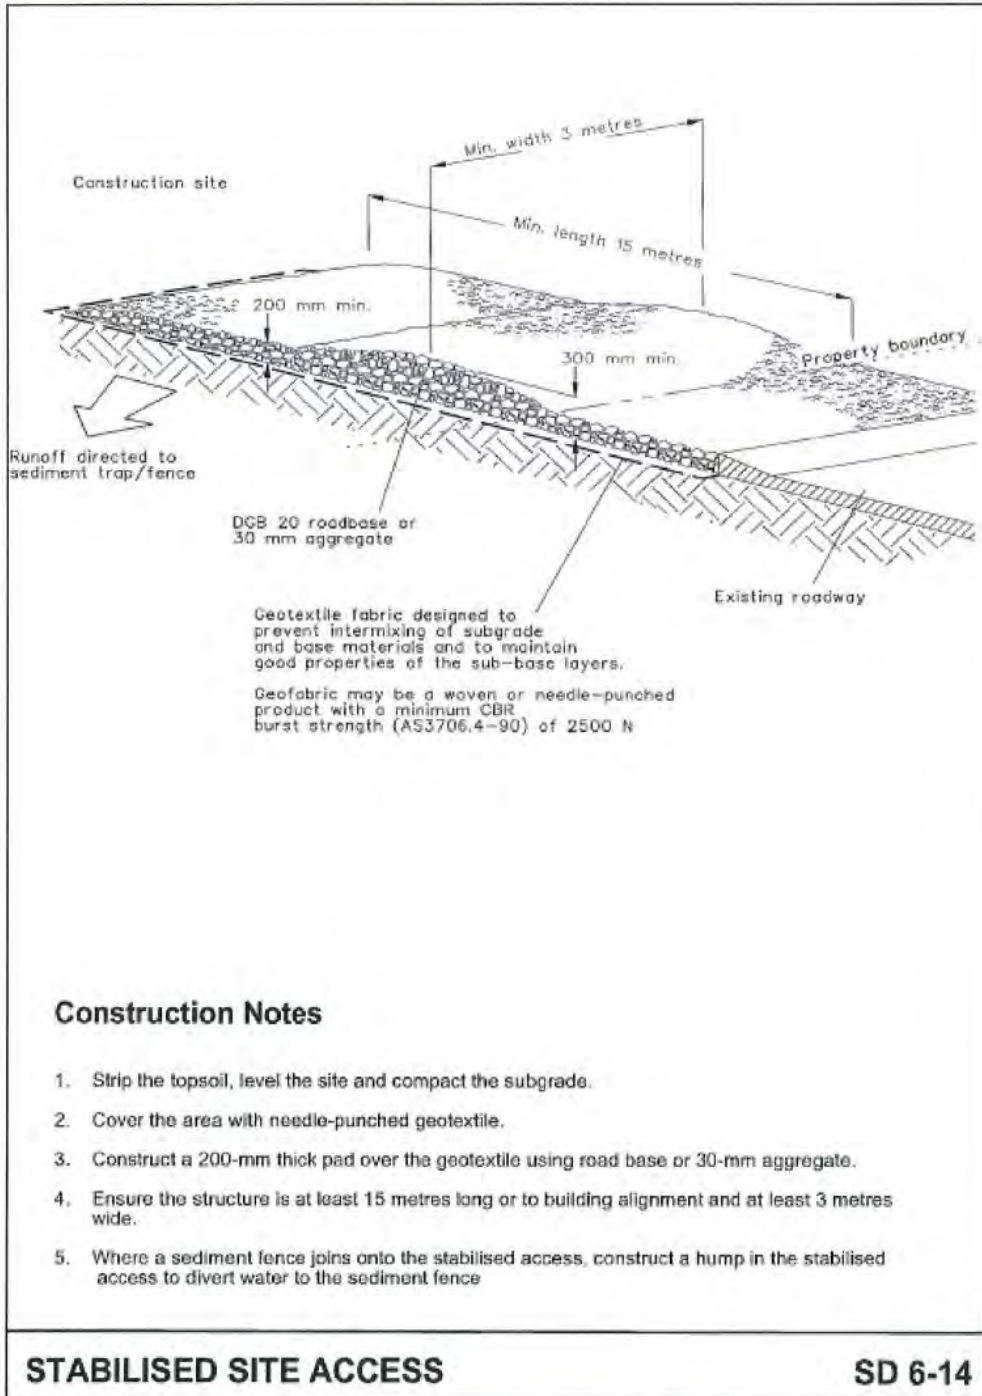 Min. width 3 metres
Construction site
Min. length 15 metres
200 mm min.
300 mm min.
Property boundary
Runoff directed to
sediment trap/fence
DGB 20 roadbase or
30 mm aggregate
Existing roadway
Geotextile fabric designed to
prevent intermixing of subgrade
and base materials and to maintain
good properties of the sub-base layers.
Geofabric may be a woven or needle-punched
product with a minimum CBR
burst strength (AS3706.4-90) of 2500 N
Construction Notes
1. Strip the topsoil, level the site and compact the subgrade.
2. Cover the area with needle-punched geotextile.
3. Construct a 200-mm thick pad over the geotextile using road base or 30-mm aggregate.
4. Ensure the structure is at least 15 metres long or to building alignment and at least 3 metres
wide.
5. Where a sediment fence joins onto the stabilised access, construct a hump in the stabilised
access to divert water to the sediment fence
STABILISED SITE ACCESS SD 6-14